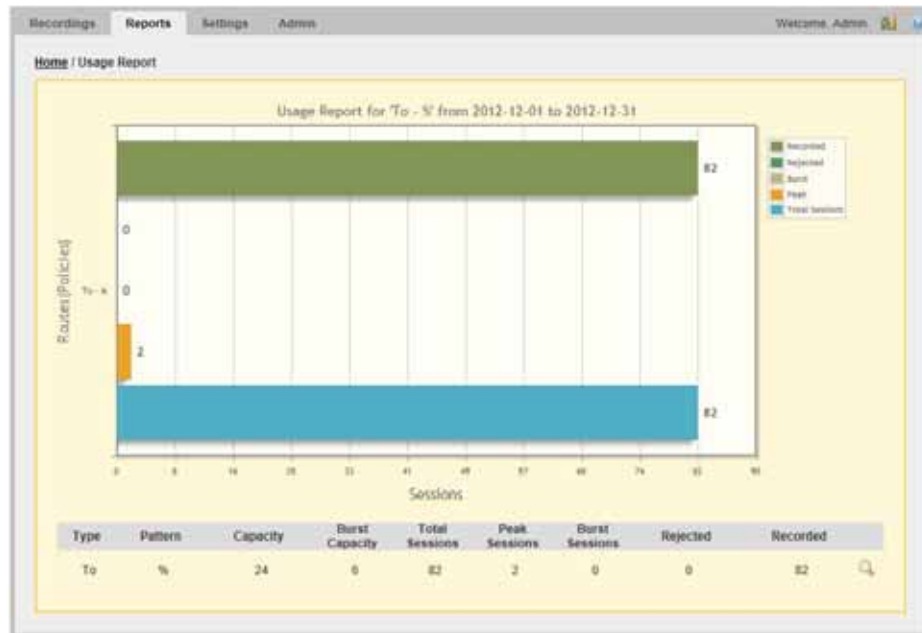 Recordings Reports Settings Admin Welcome, Admin
Home / Usage Report
Usage Report for 'To - %' from 2012-12-01 to 2012-12-31
Recorded
Rejected
Burst
Peak
Total Sessions
82
0
0
2
82
Routes(Policies)
To - %
0 8 16 25 33 41 49 57 66 74 82 90
Sessions
Type Pattern Capacity Burst Capacity Total Sessions Peak Sessions Burst Sessions Rejected Recorded
To % 24 6 82 2 0 0 82